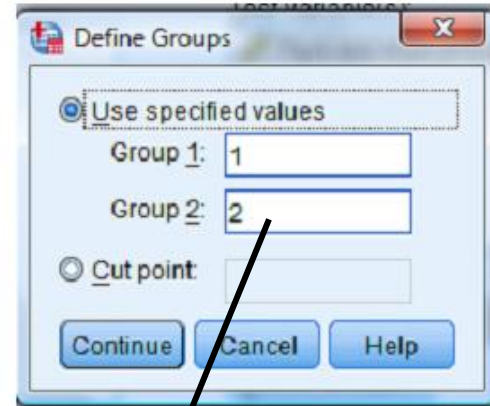 Define Groups
Use specified values
Group 1: 1
Group 2: 2
Cut point:
Continue Cancel Help